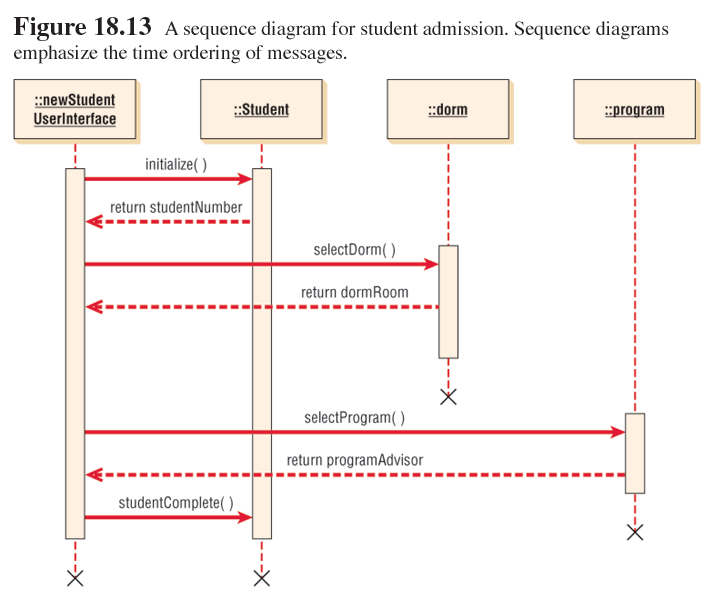 Figure 18.13 A sequence diagram for student admission. Sequence diagrams
emphasize the time ordering of messages.
::newStudent
UserInterface
::Student
::dorm
::program
initialize( )
return studentNumber
selectDorm( )
return dormRoom
selectProgram( )
return programAdvisor
studentComplete( )